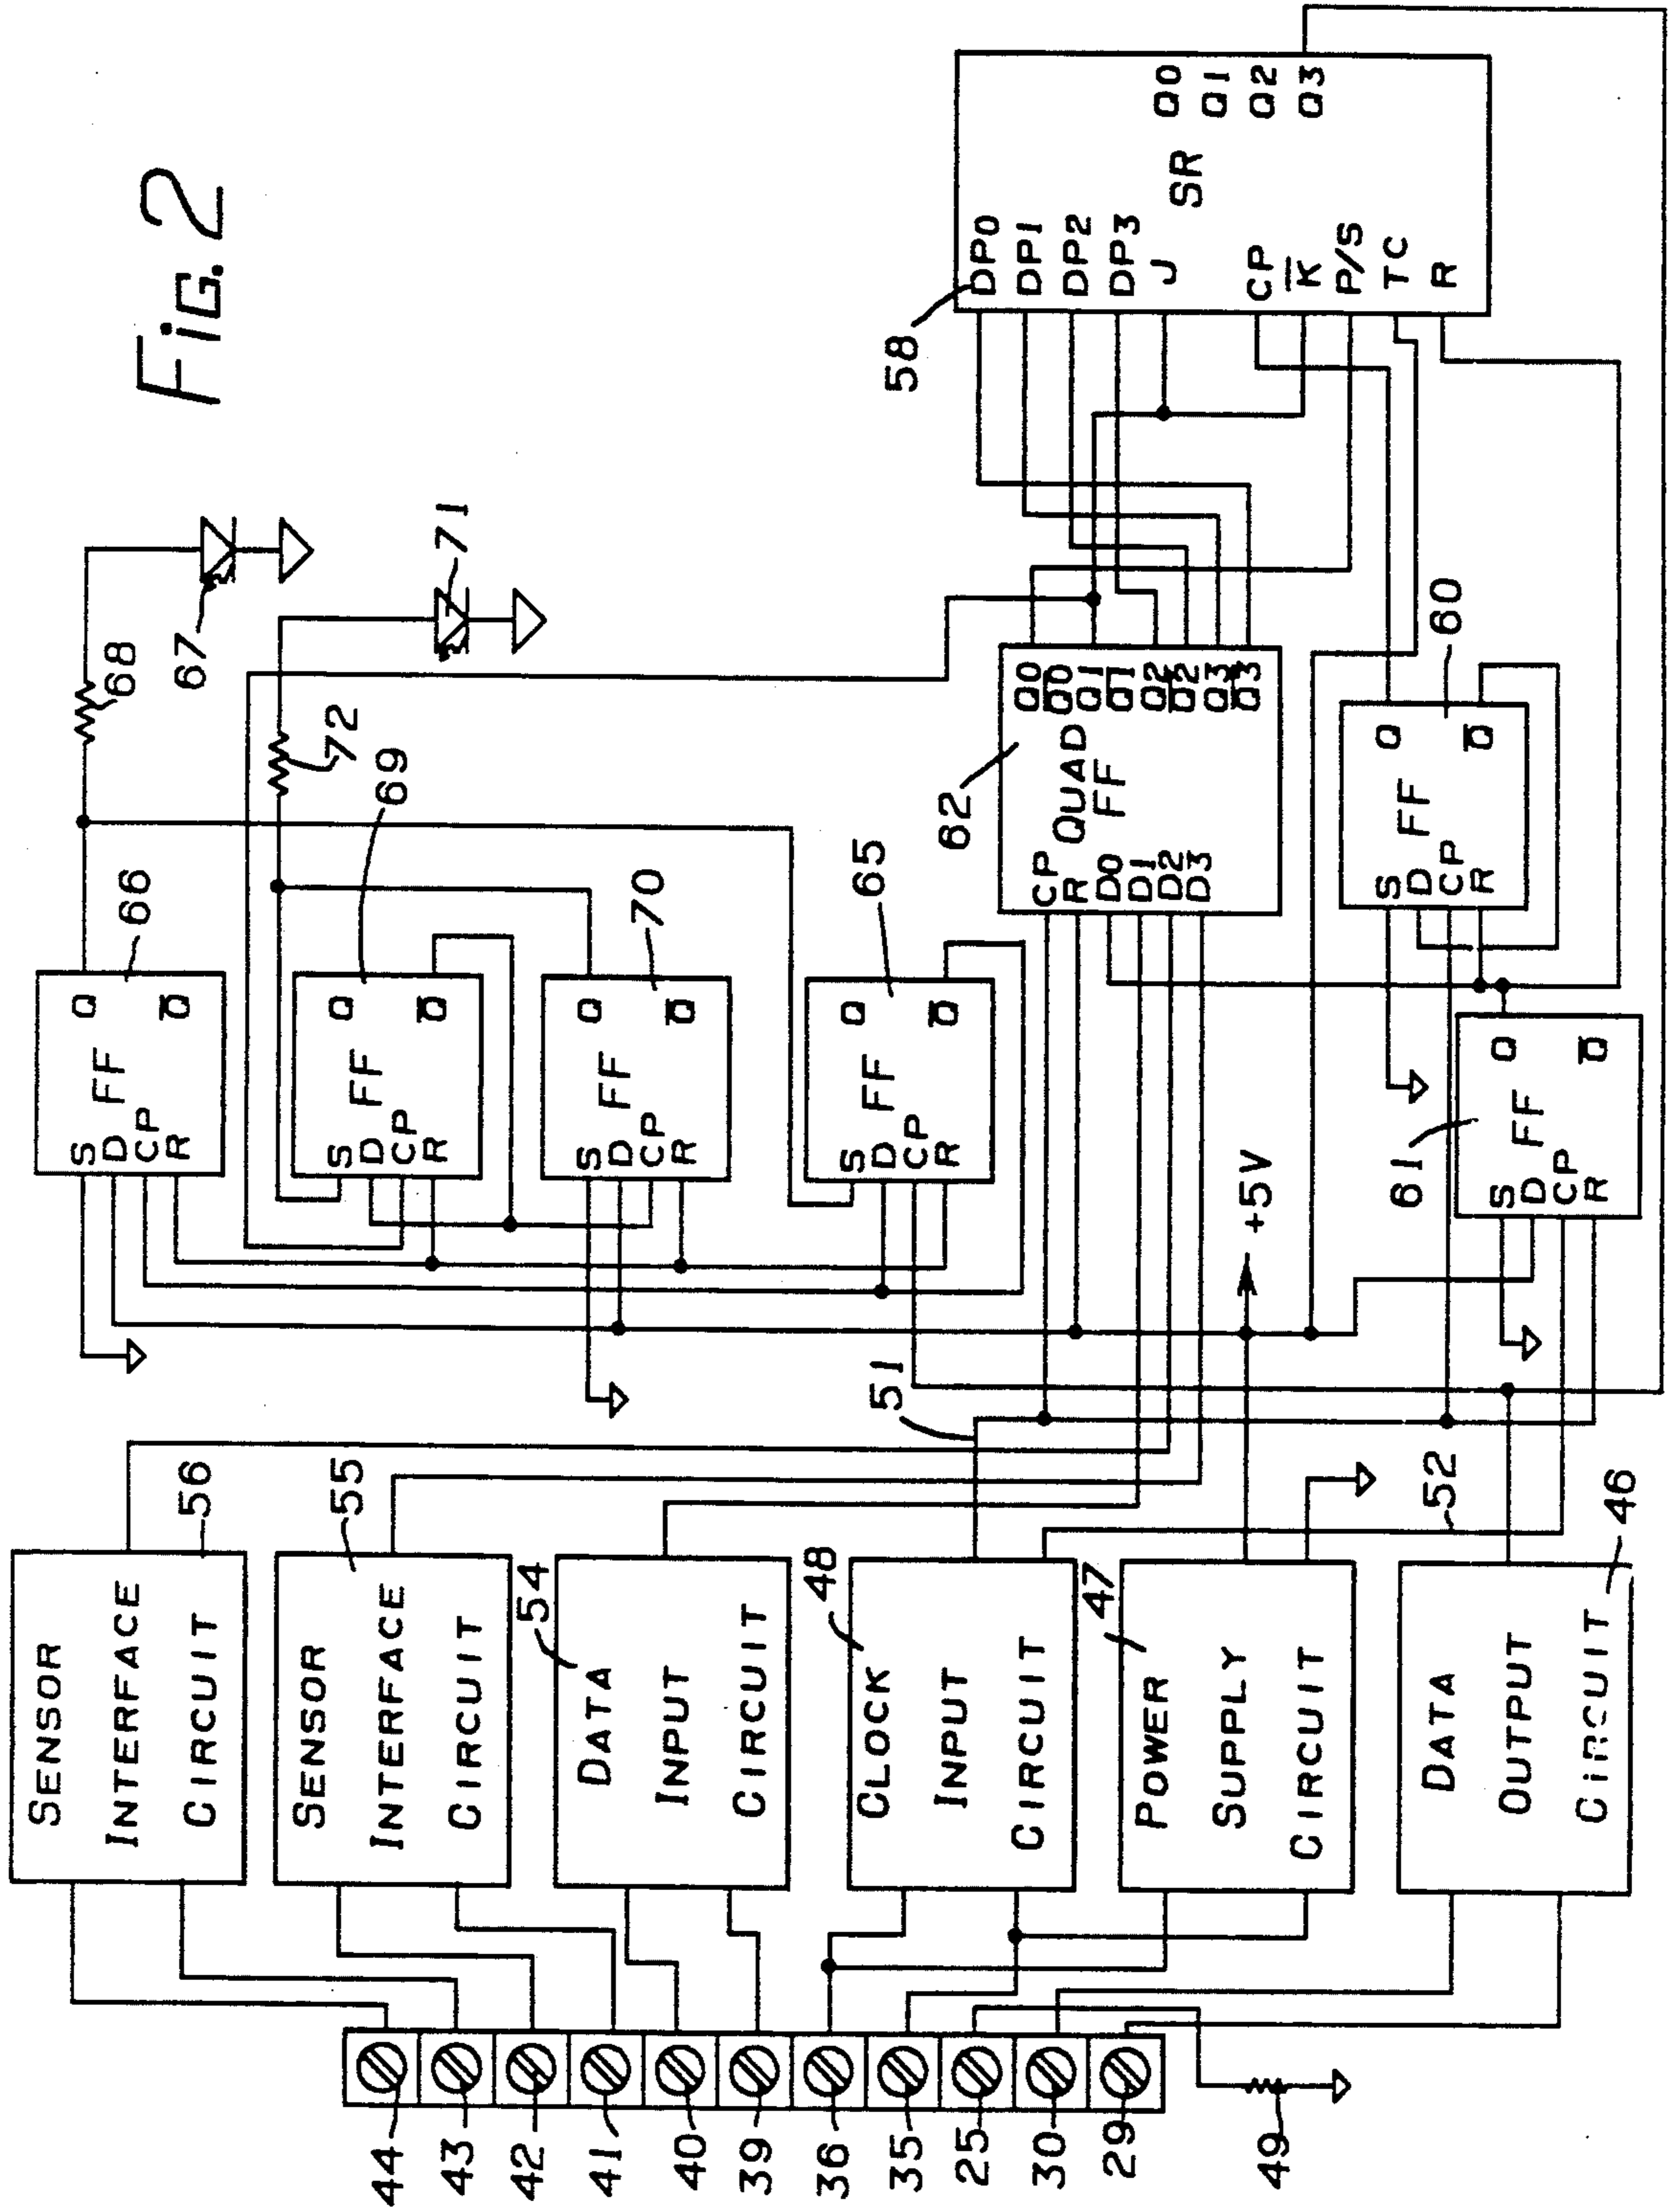 FIG. 2
SENSOR
INTERFACE
CIRCUIT
56
SENSOR
INTERFACE
CIRCUIT
55
DATA
INPUT
CIRCUIT
54
CLOCK
INPUT
CIRCUIT
48
POWER
SUPPLY
CIRCUIT
47
DATA
OUTPUT
CIRCUIT
46
44
43
42
41
40
39
36
35
25
30
29
49
51
52
+5V
66
S
D
CP
R
FF
Q
Q̅
68
67
69
S
D
CP
R
FF
Q
Q̅
72
71
70
S
D
CP
R
FF
Q
Q̅
65
S
D
CP
R
FF
Q
Q̅
62
CP
R
D0
D1
D2
D3
QUAD
FF
Q0
Q̅0̅
Q1
Q̅1̅
Q2
Q̅2̅
Q3
Q̅3̅
60
S
D
CP
R
FF
Q
Q̅
61
S
D
CP
R
FF
Q
Q̅
58
DP0
DP1
DP2
DP3
J
CP
K̅
P/S
TC
R
SR
Q0
Q1
Q2
Q3